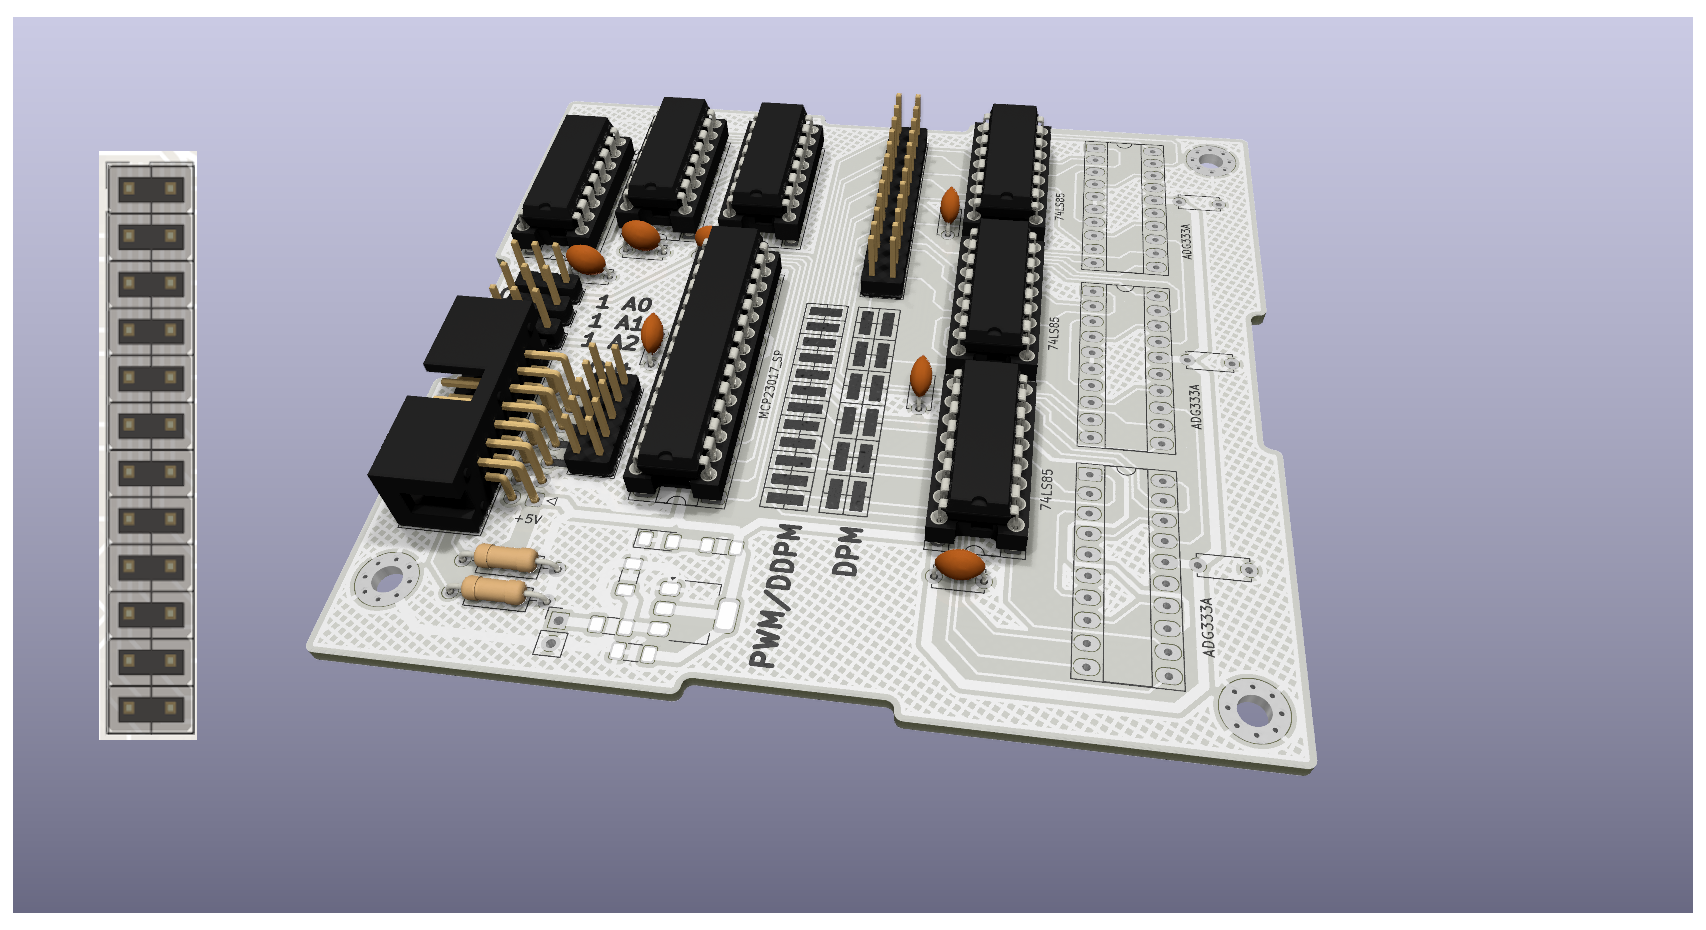 74LS85
ADG333A
1 A0
1 A1
1 A2
74LS85
MCP23017_SP
ADG333A
74LS85
+5V
PWM/DDPM
DPM
ADG333A